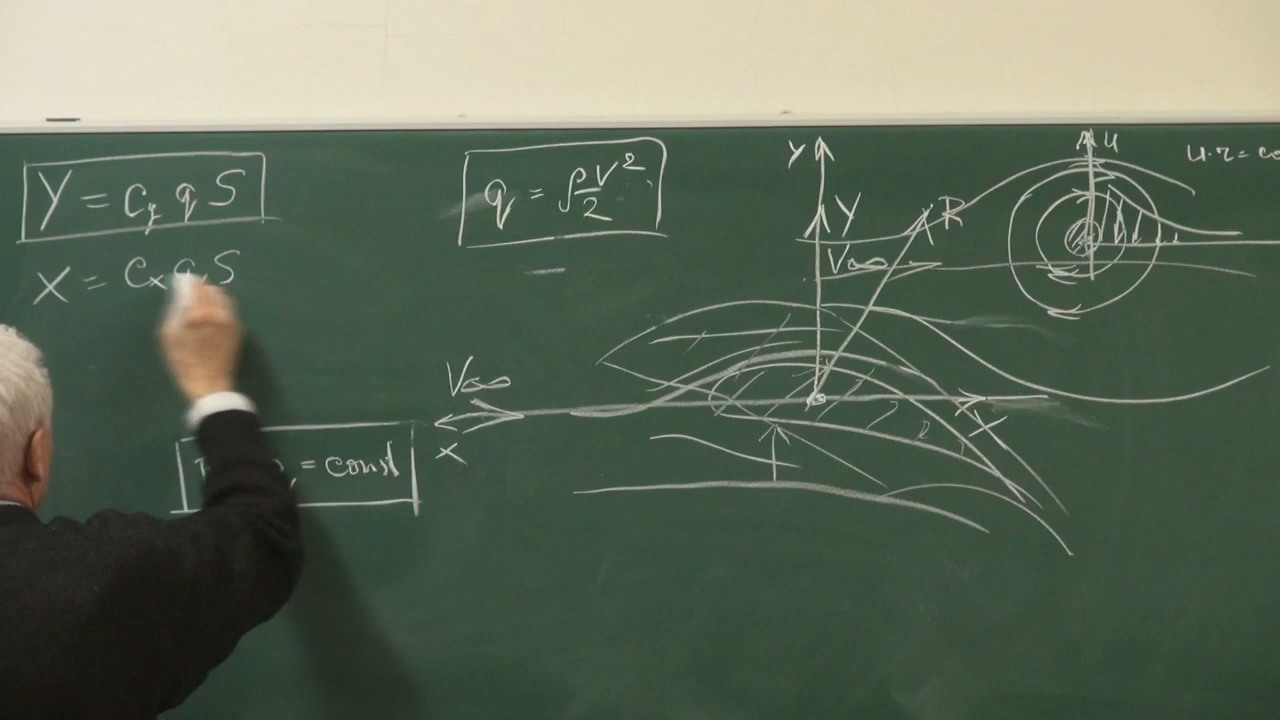 Y = Cy q S
X = Cx q S
= const
q = ρV²/2
V∞
x
y
Y
R
V∞
X
u
u·r = co